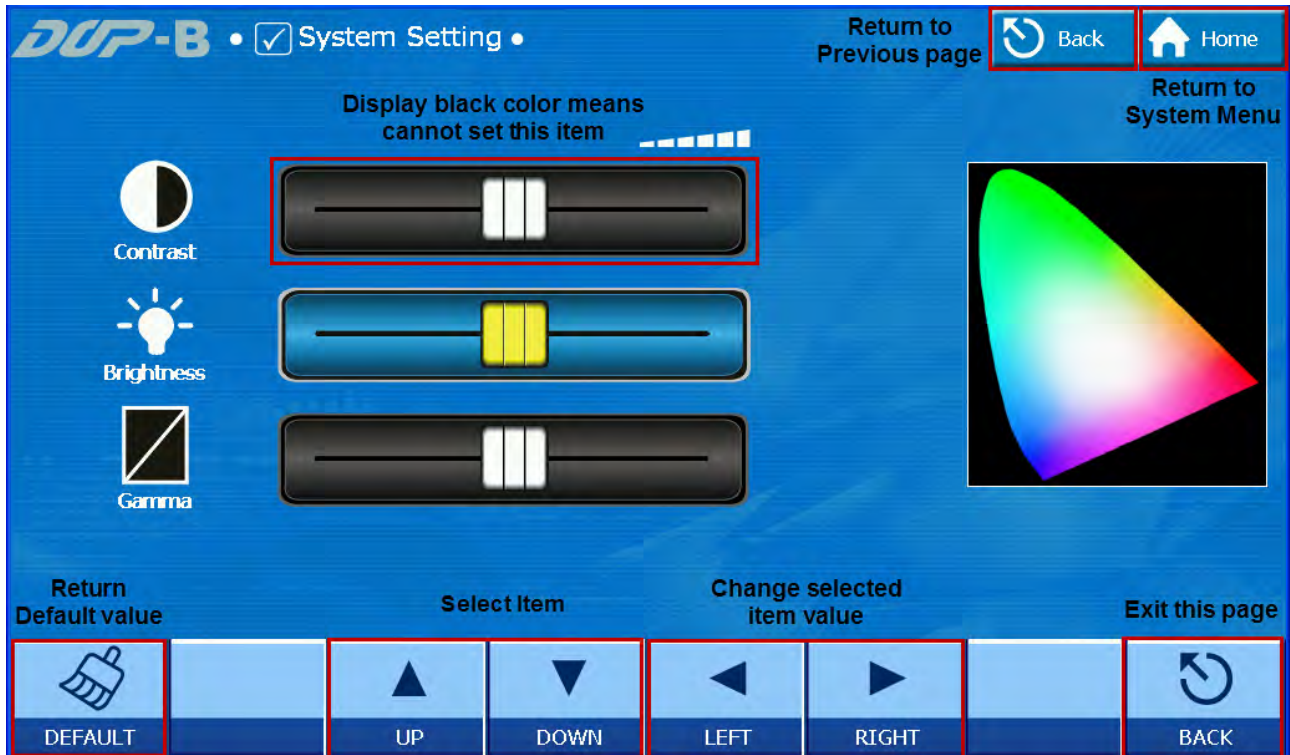 DOP-B • System Setting •
Return to
Previous page
Back
Home
Return to
System Menu
Display black color means
cannot set this item
Contrast
Brightness
Gamma
Return
Default value
Select Item
Change selected
item value
Exit this page
DEFAULT
UP
DOWN
LEFT
RIGHT
BACK